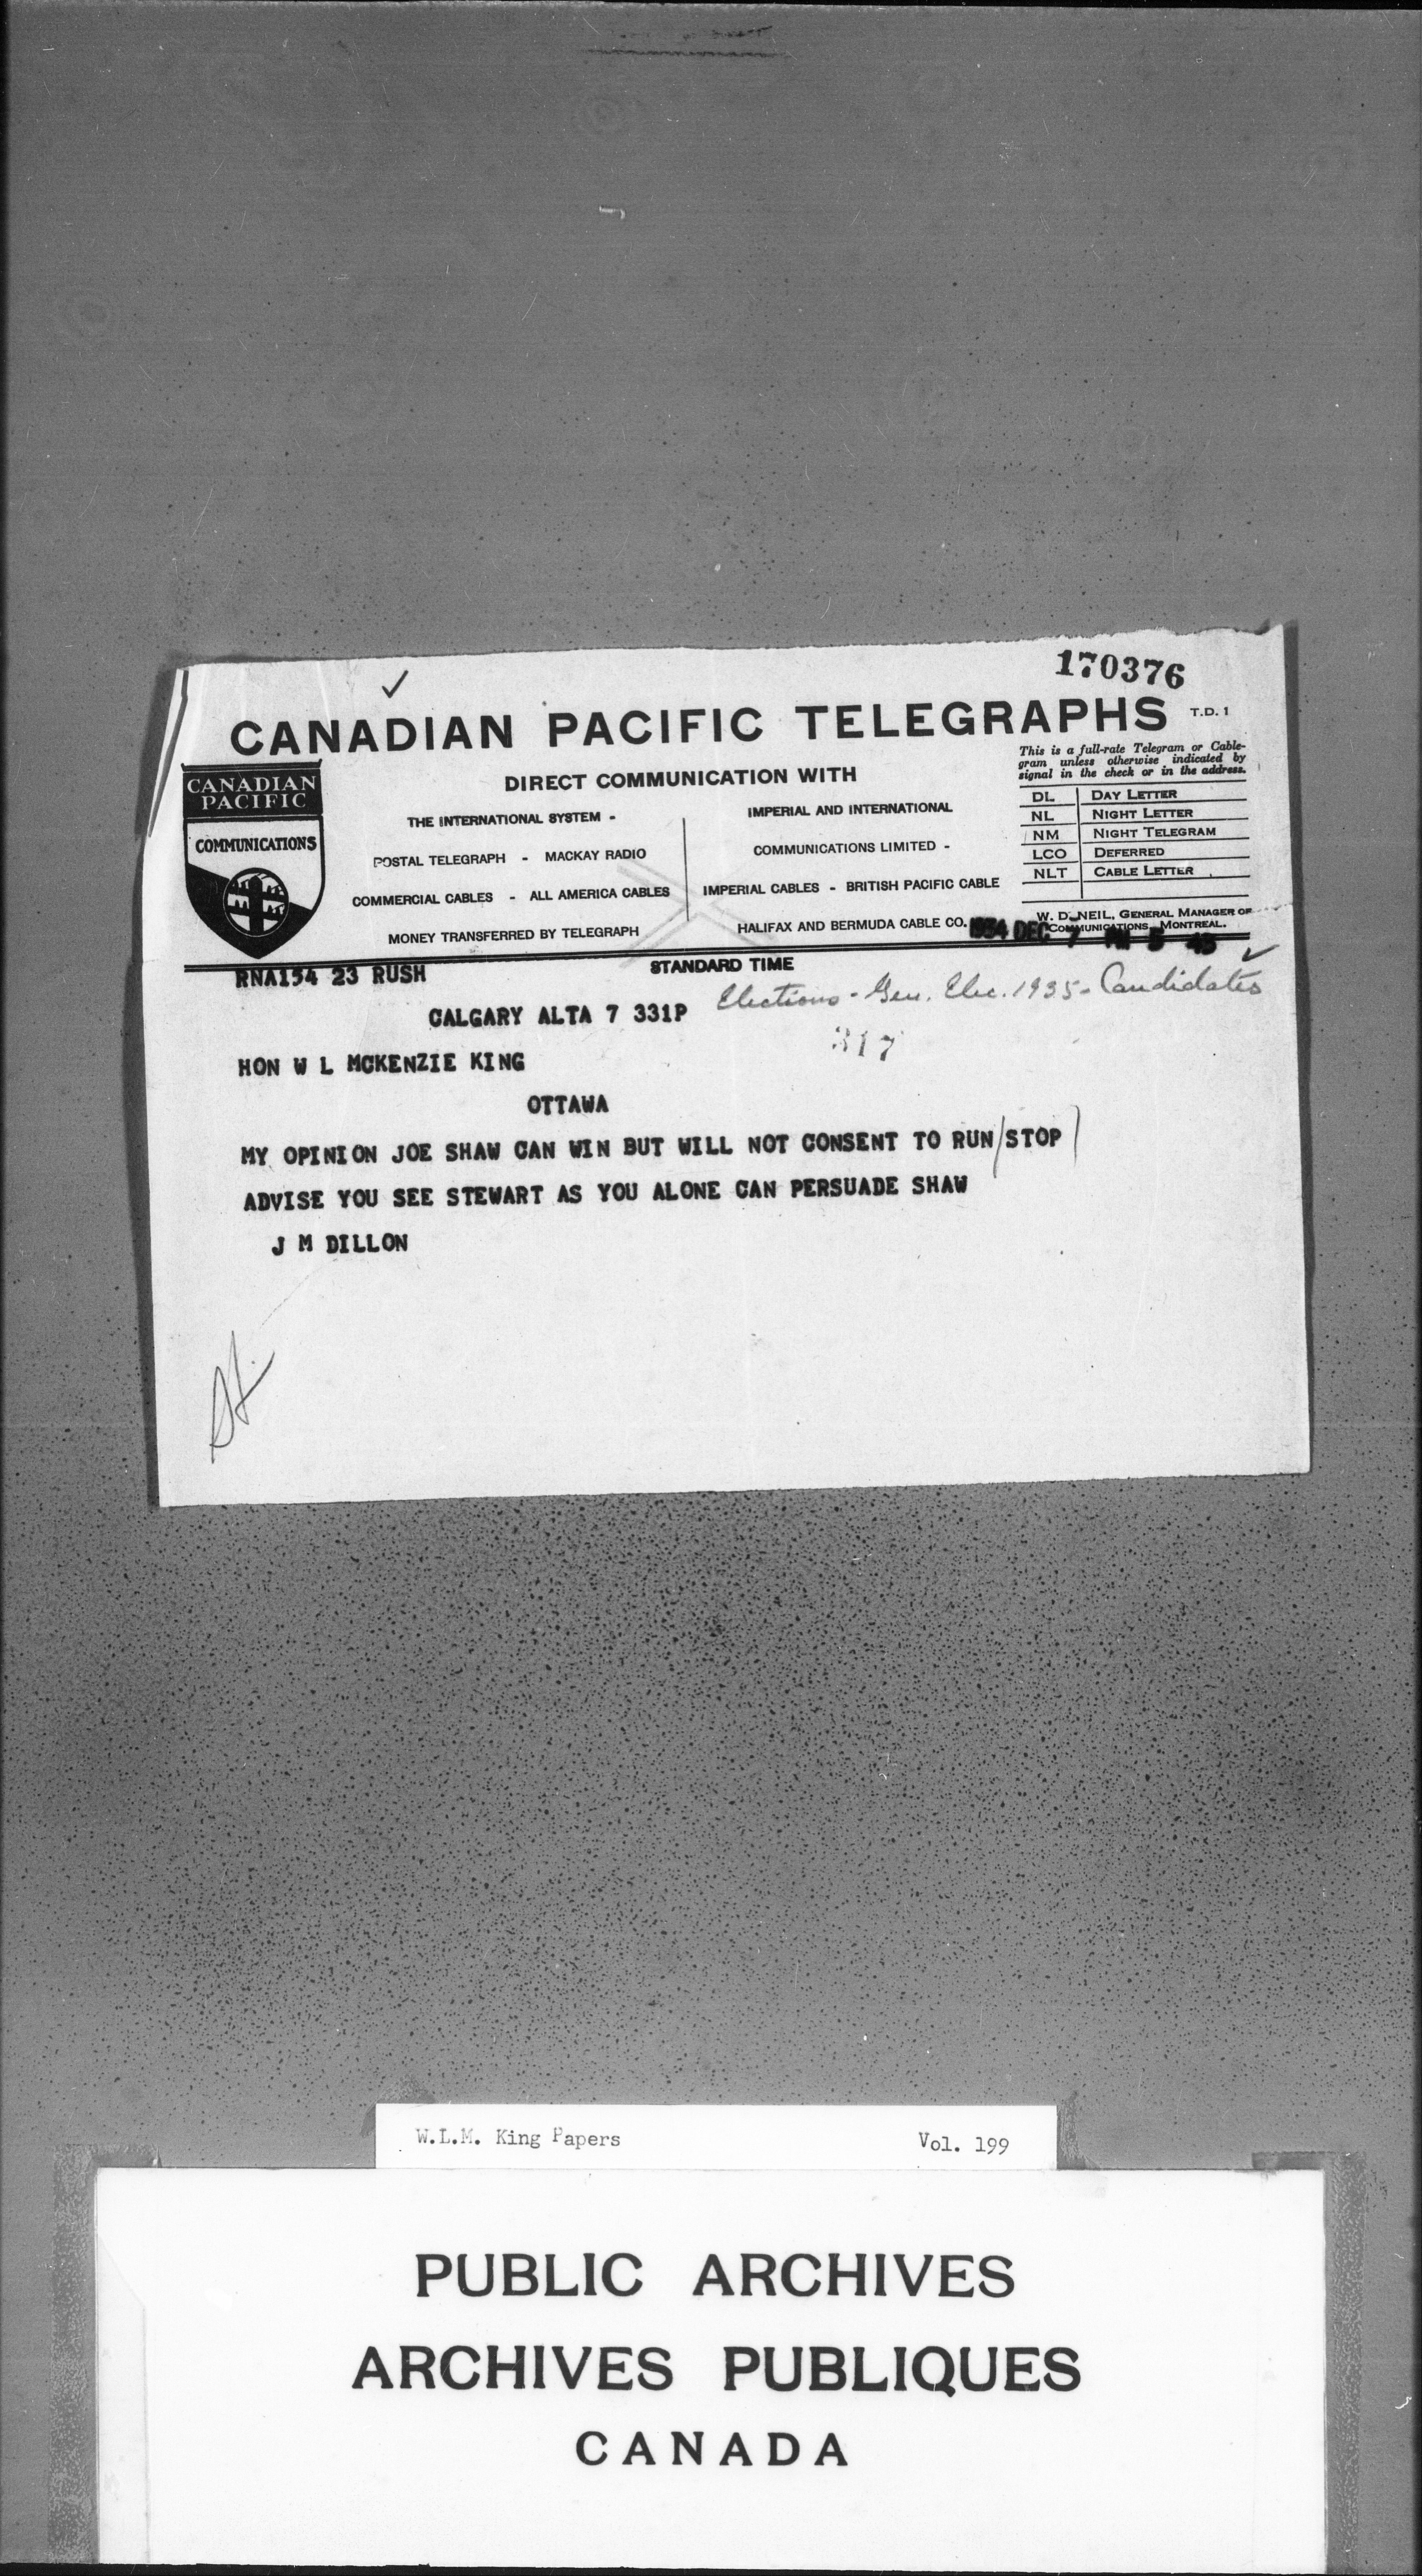 170376
✓
CANADIAN PACIFIC TELEGRAPHS T.D. 1
CANADIAN
PACIFIC
COMMUNICATIONS
DIRECT COMMUNICATION WITH
THE INTERNATIONAL SYSTEM -
POSTAL TELEGRAPH - MACKAY RADIO
COMMERCIAL CABLES - ALL AMERICA CABLES
MONEY TRANSFERRED BY TELEGRAPH
IMPERIAL AND INTERNATIONAL
COMMUNICATIONS LIMITED -
IMPERIAL CABLES - BRITISH PACIFIC CABLE
HALIFAX AND BERMUDA CABLE CO.
This is a full-rate Telegram or Cable-
gram unless otherwise indicated by
signal in the check or in the address.
DL DAY LETTER
NL NIGHT LETTER
NM NIGHT TELEGRAM
LCO DEFERRED
NLT CABLE LETTER
W. D. NEIL, GENERAL MANAGER OF
COMMUNICATIONS, MONTREAL.
1934 DEC 7 PM 5 45
RNA154 23 RUSH
STANDARD TIME
Elections - Gen. Elec. 1935 - Candidates
CALGARY ALTA 7 331P
317
HON W L MCKENZIE KING
OTTAWA
MY OPINION JOE SHAW CAN WIN BUT WILL NOT CONSENT TO RUN/STOP
ADVISE YOU SEE STEWART AS YOU ALONE CAN PERSUADE SHAW
J M DILLON
W.L.M. King Papers Vol. 199
PUBLIC ARCHIVES
ARCHIVES PUBLIQUES
CANADA